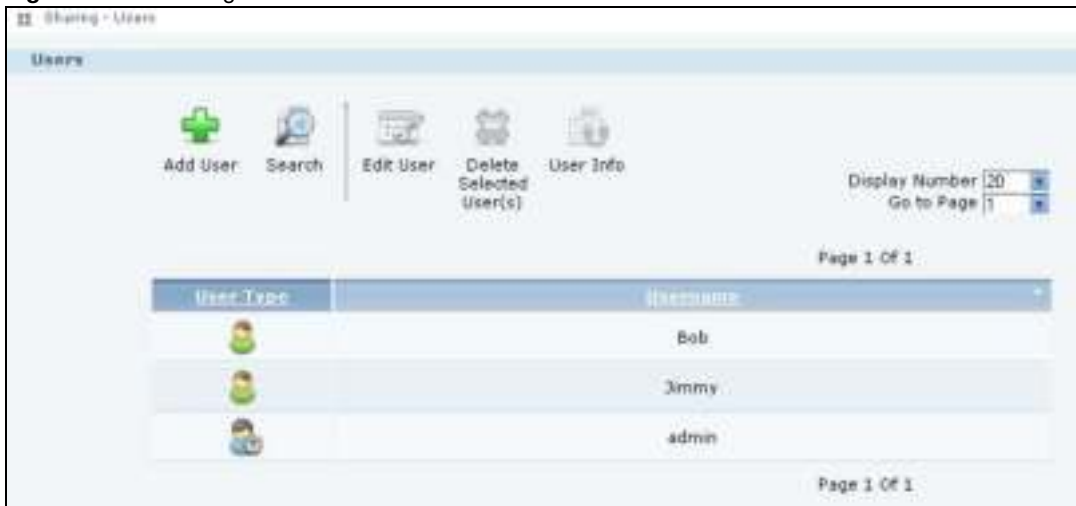 Sharing - Users
Users
Add User
Search
Edit User
Delete
Selected
User(s)
User Info
Display Number 20
Go to Page 1
Page 1 Of 1
User Type
Username
Bob
Jimmy
admin
Page 1 Of 1